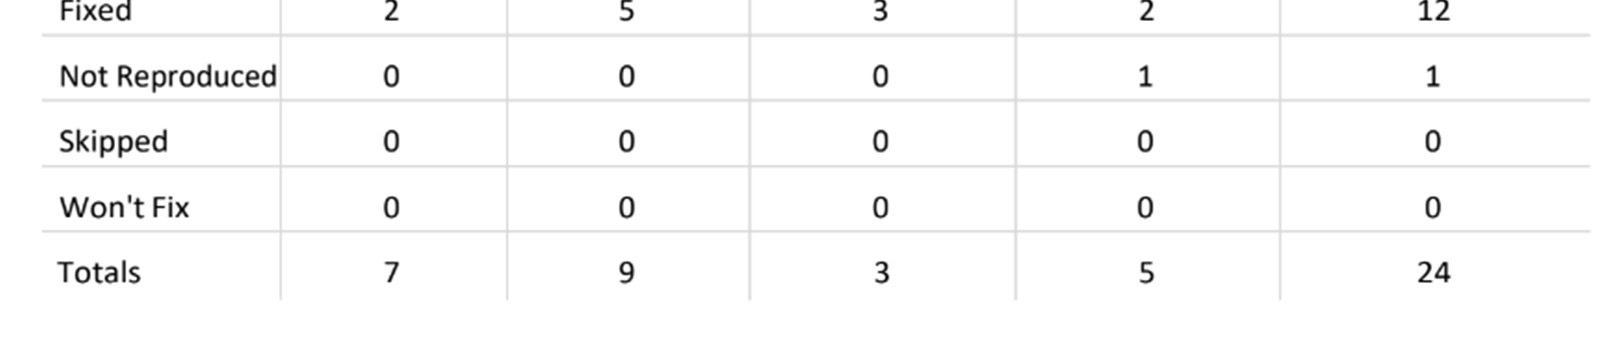 Fixed 2 5 3 2 12
Not Reproduced 0 0 0 1 1
Skipped 0 0 0 0 0
Won't Fix 0 0 0 0 0
Totals 7 9 3 5 24